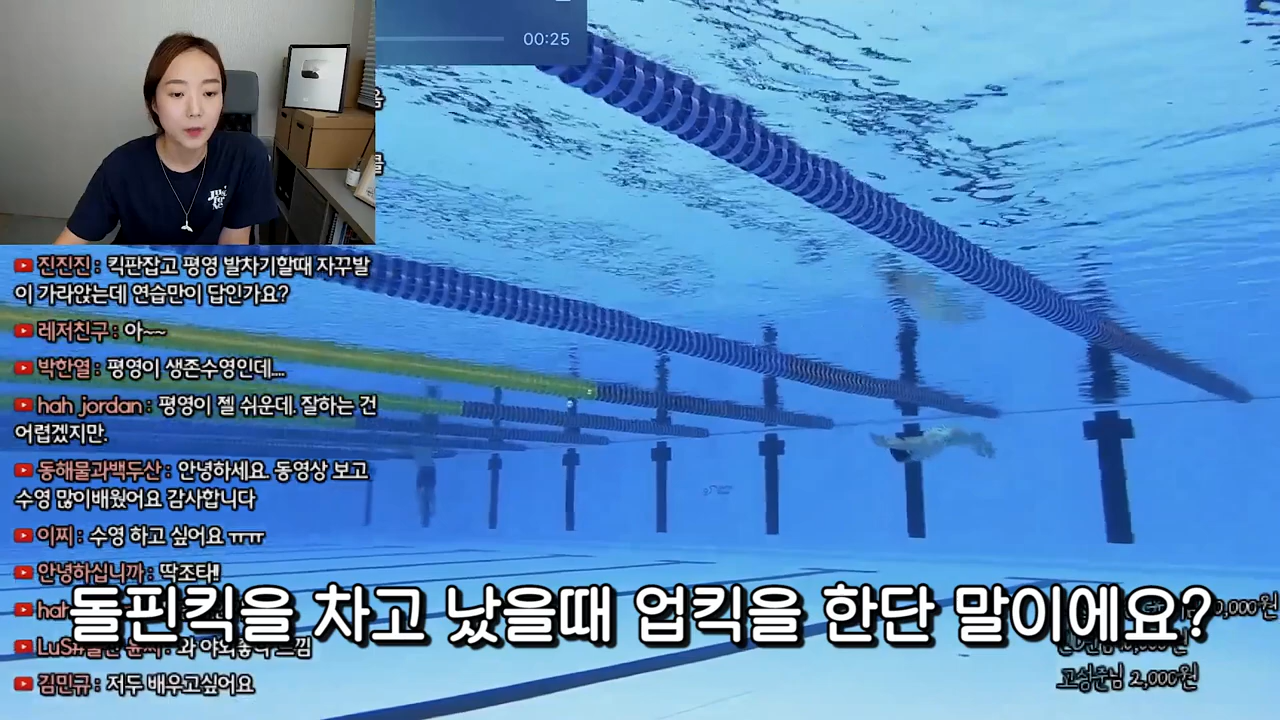 00:25
진진진 : 킥판잡고 평영 발차기할때 자꾸발
이 가라앉는데 연습만이 답인가요?
레저친구 : 아~~
박한열 : 평영이 생존수영인데....
hah jordan : 평영이 젤 쉬운데. 잘하는 건
어렵겠지만.
동해물과백두산 : 안녕하세요. 동영상 보고
수영 많이배웠어요 감사합니다
이찌 : 수영 하고 싶어요 ㅠㅠ
안녕하십니까 : 딱조타!!
돌핀킥을 차고 났을때 업킥을 한단 말이에요?
김민규 : 저두 배우고싶어요
고성준님 2,000원